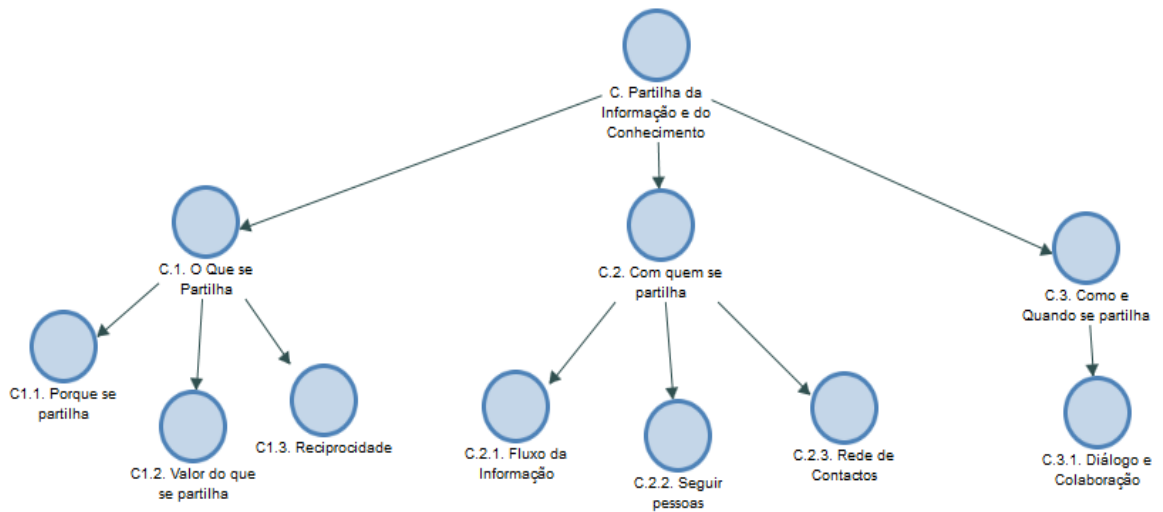 C. Partilha da
Informação e do
Conhecimento
C.1. O Que se
Partilha
C.2. Com quem se
partilha
C.3. Como e
Quando se partilha
C1.1. Porque se
partilha
C1.2. Valor do que
se partilha
C1.3. Reciprocidade
C.2.1. Fluxo da
Informação
C.2.2. Seguir
pessoas
C.2.3. Rede de
Contactos
C.3.1. Diálogo e
Colaboração